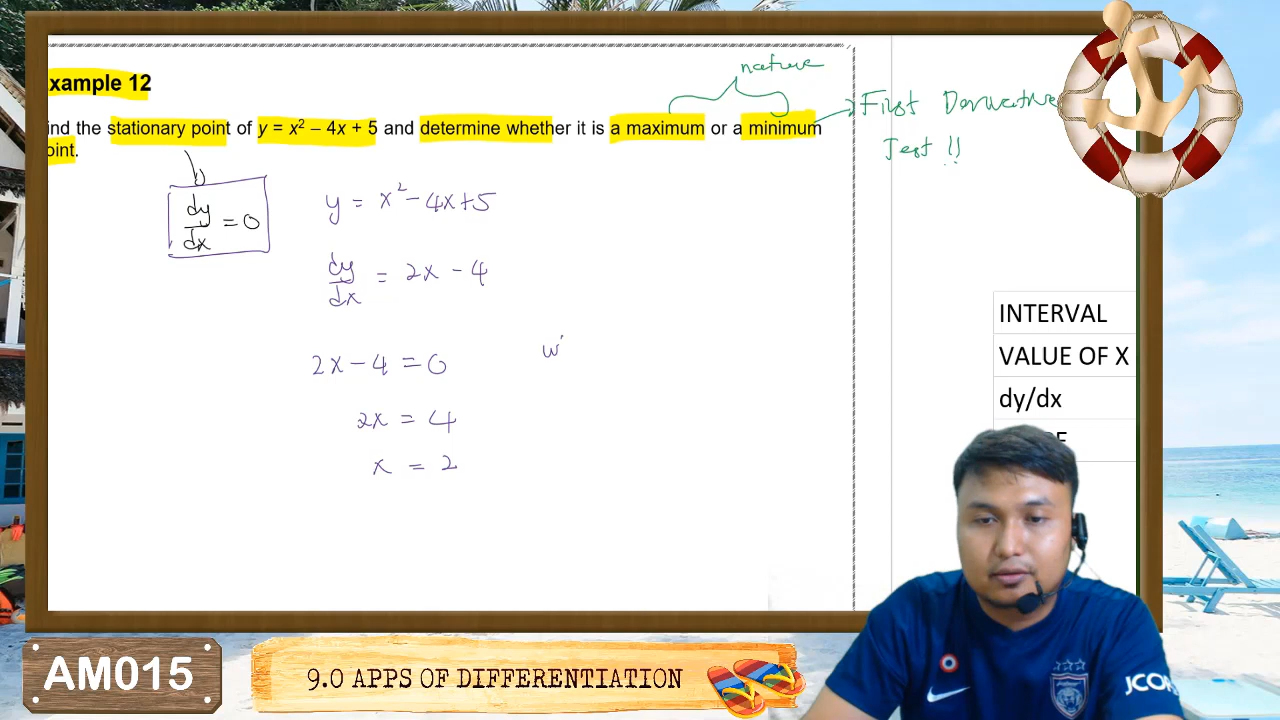 xample 12
nature
First Derivative
Test !!
ind the stationary point of y = x² – 4x + 5 and determine whether it is a maximum or a minimum
oint.
dy/dx = 0
y = x² - 4x + 5
dy/dx = 2x - 4
2x - 4 = 0
w
2x = 4
x = 2
INTERVAL
VALUE OF X
dy/dx
AM015
9.0 APPS OF DIFFERENTIATION
JCO